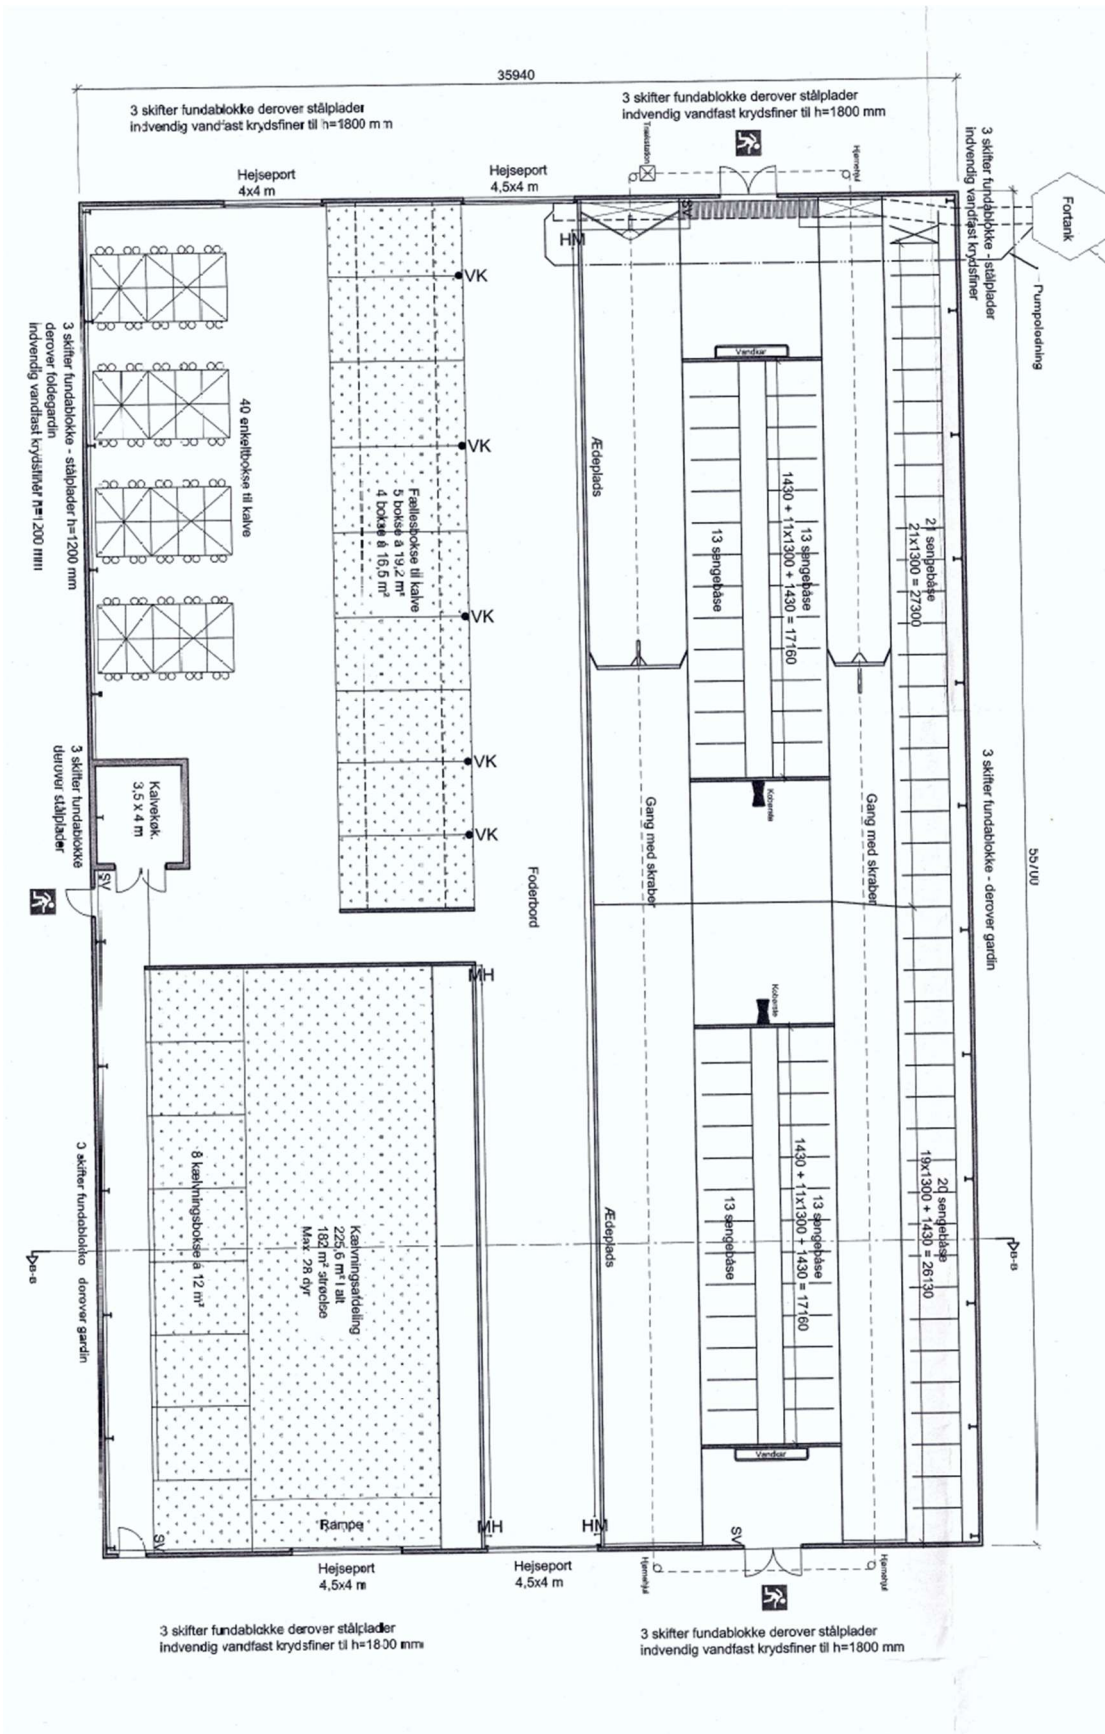 35940
3 skifter fundablokke derover stålplader
indvendig vandfast krydsfiner til h=1800 mm
3 skifter fundablokke derover stålplader
indvendig vandfast krydsfiner til h=1800 mm
Hejseport
4x4 m
Hejseport
4,5x4 m
Trækstation
Hjørnehjul
3 skifter fundablokke - stålplader
indvendig vandfast krydsfiner
Fortank
Pumpeledning
SV
HM
VK
VK
VK
VK
VK
3 skifter fundablokke - stålplader h=1200 mm
derover foldegardin
indvendig vandfast krydsfiner h=1200 mm
40 enkeltbokse til kalve
Fællesbokse til kalve
5 bokse á 19,2 m²
4 bokse á 16,5 m²
Ædeplads
Vandkar
13 sengebåse
13 sengebåse
1430 + 11x1300 + 1430 = 17160
21 sengebåse
21x1300 = 27300
3 skifter fundablokke
derover stålplader
Kalvekøk.
3,5 x 4 m
SV
Foderbord
Gang med skraber
Gang med skraber
Kobørste
3 skifter fundablokke - derover gardin
55700
MH
Kobørste
3 skifter fundablokke derover gardin
8 kælvningsbokse á 12 m²
Kælvningsafdeling
225,6 m² i alt
182 m² strøelse
Max. 28 dyr
Ædeplads
13 sengebåse
13 sengebåse
1430 + 11x1300 + 1430 = 17160
20 sengebåse
19x1300 + 1430 = 26130
B-B
B-B
Vandkar
Rampe
SV
MH
HM
SV
Hejseport
4,5x4 m
Hejseport
4,5x4 m
Hjørnehjul
Hjørnehjul
3 skifter fundablokke derover stålplader
indvendig vandfast krydsfiner til h=1800 mm
3 skifter fundablokke derover stålplader
indvendig vandfast krydsfiner til h=1800 mm